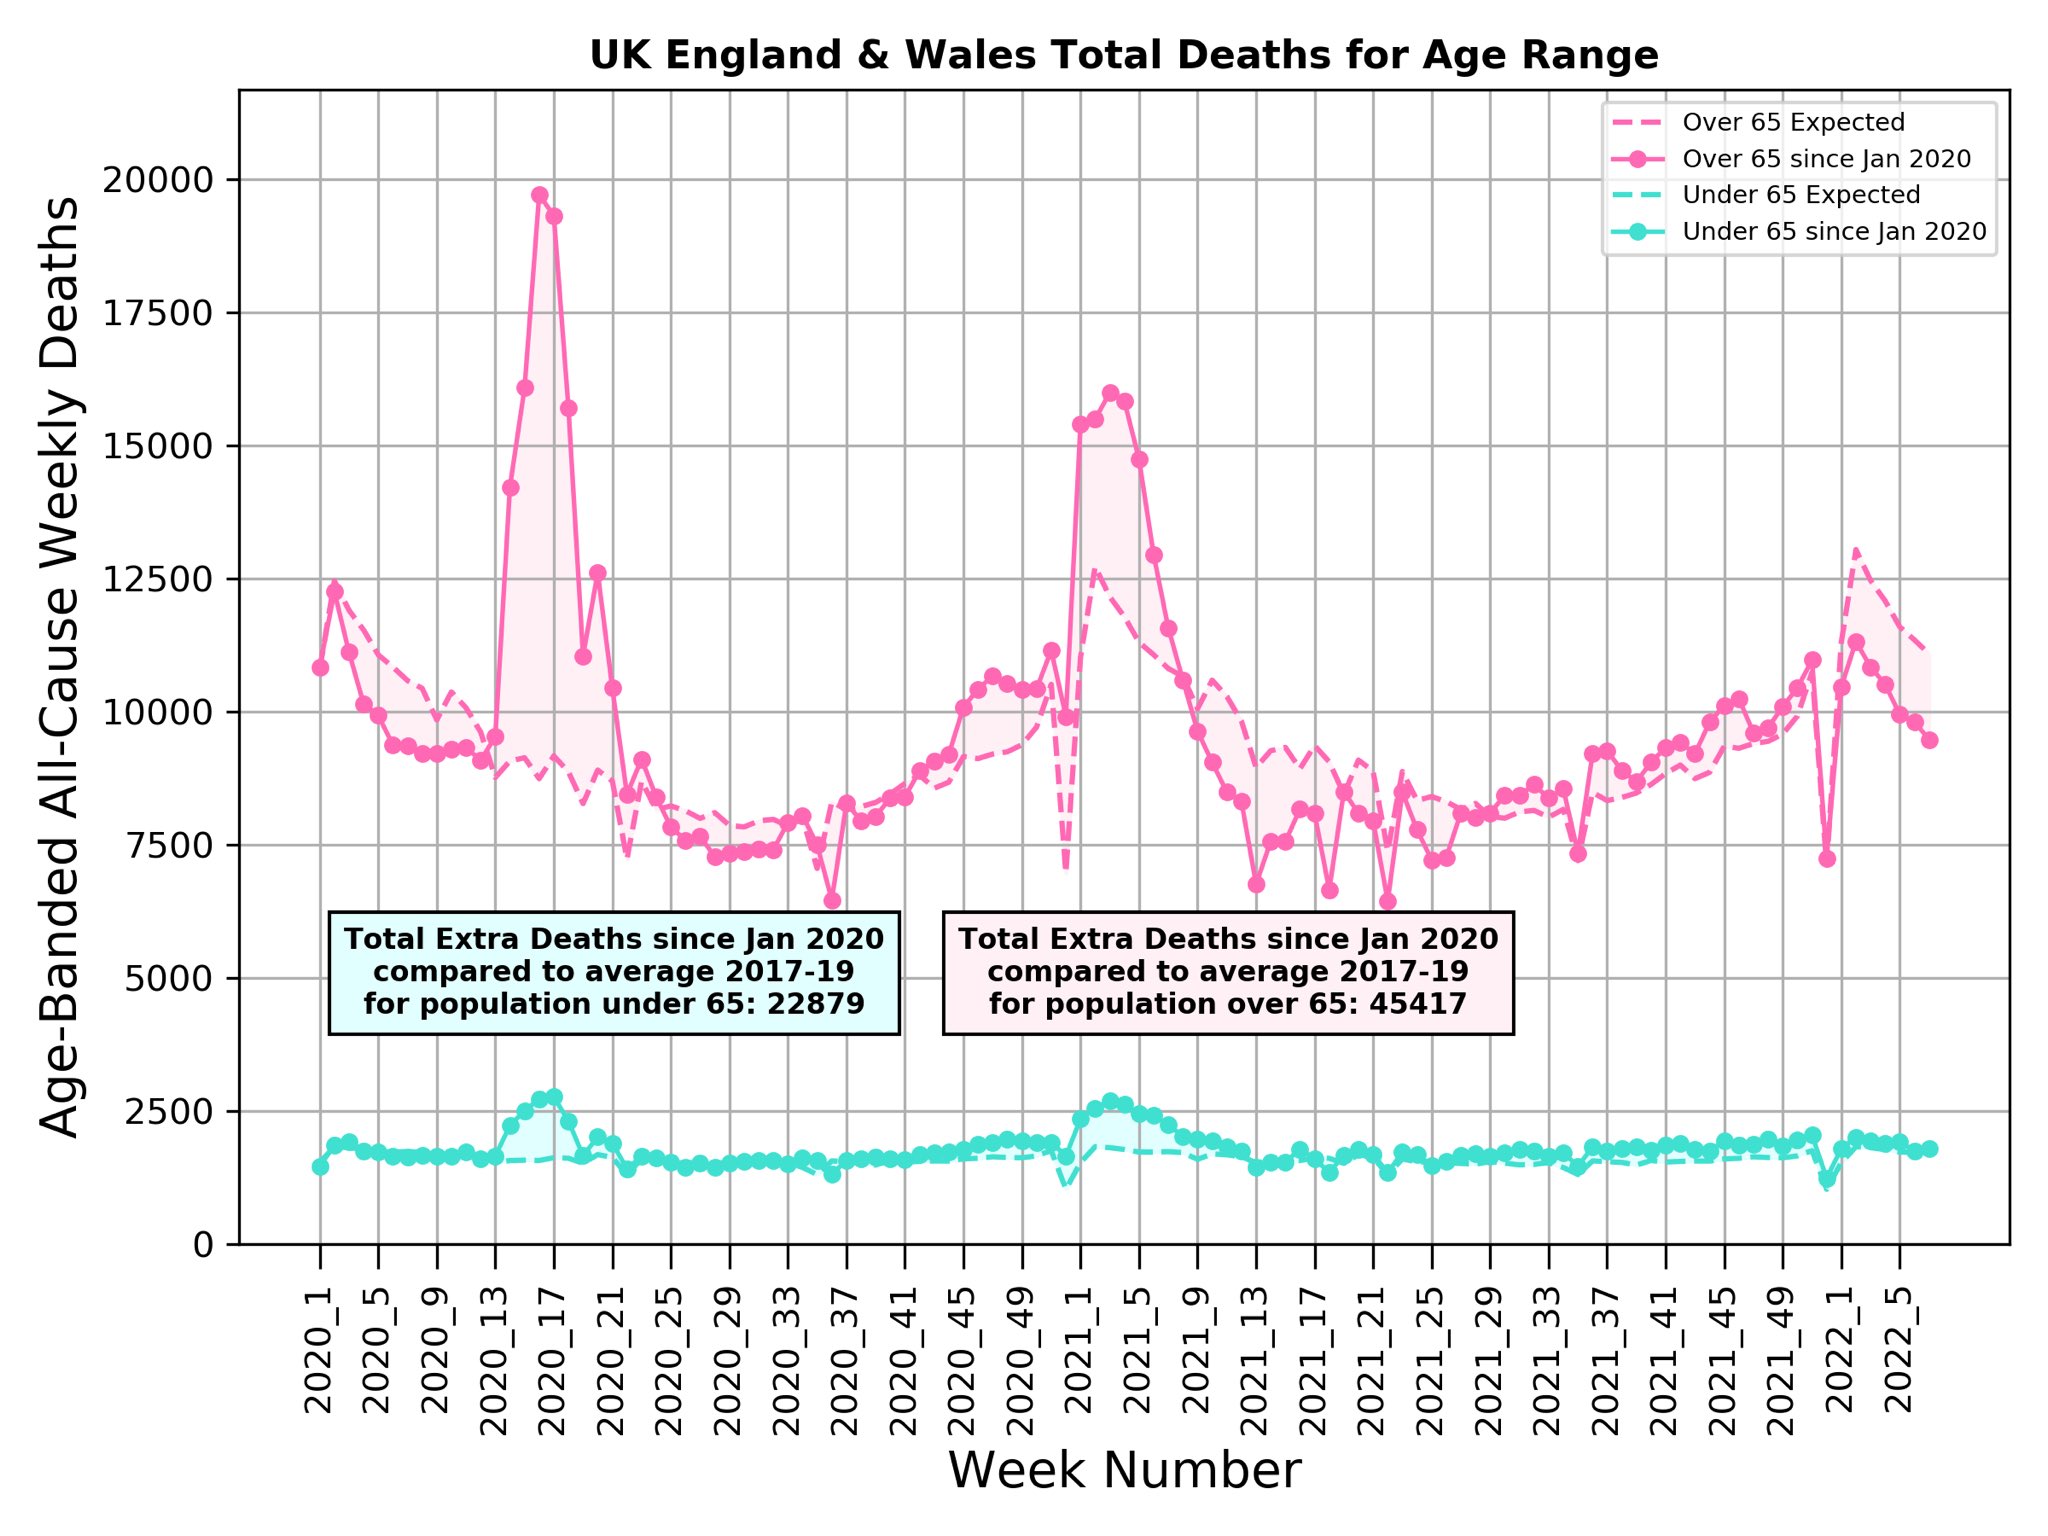 UK England & Wales Total Deaths for Age Range
Over 65 Expected
Over 65 since Jan 2020
Under 65 Expected
Under 65 since Jan 2020
Age-Banded All-Cause Weekly Deaths
20000
17500
15000
12500
10000
7500
5000
2500
0
Total Extra Deaths since Jan 2020
compared to average 2017-19
for population under 65: 22879
Total Extra Deaths since Jan 2020
compared to average 2017-19
for population over 65: 45417
2020_1
2020_5
2020_9
2020_13
2020_17
2020_21
2020_25
2020_29
2020_33
2020_37
2020_41
2020_45
2020_49
2021_1
2021_5
2021_9
2021_13
2021_17
2021_21
2021_25
2021_29
2021_33
2021_37
2021_41
2021_45
2021_49
2022_1
2022_5
Week Number